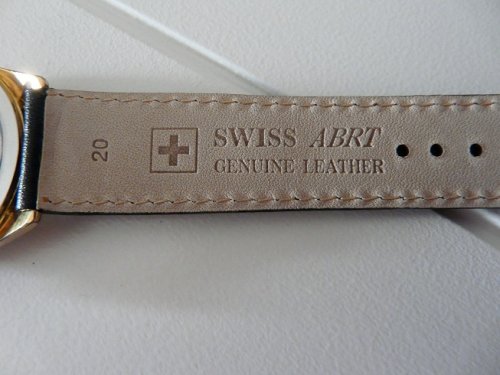 20
SWISS ABRT
GENUINE LEATHER